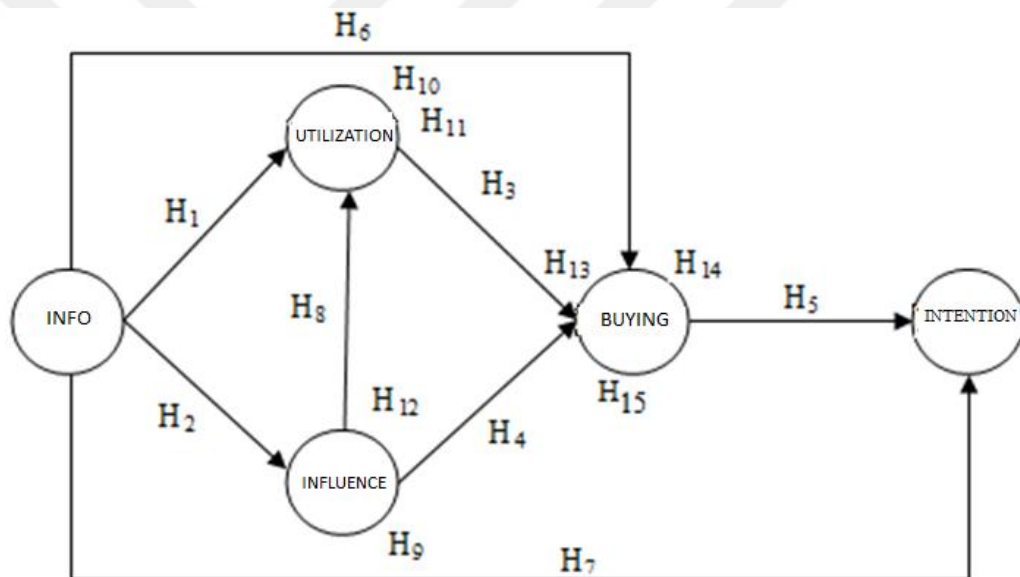 H6
H10
UTILIZATION
H11
H1
H3
H13
H14
INFO
H8
BUYING
H5
INTENTION
H12
H15
H2
H4
INFLUENCE
H9
H7